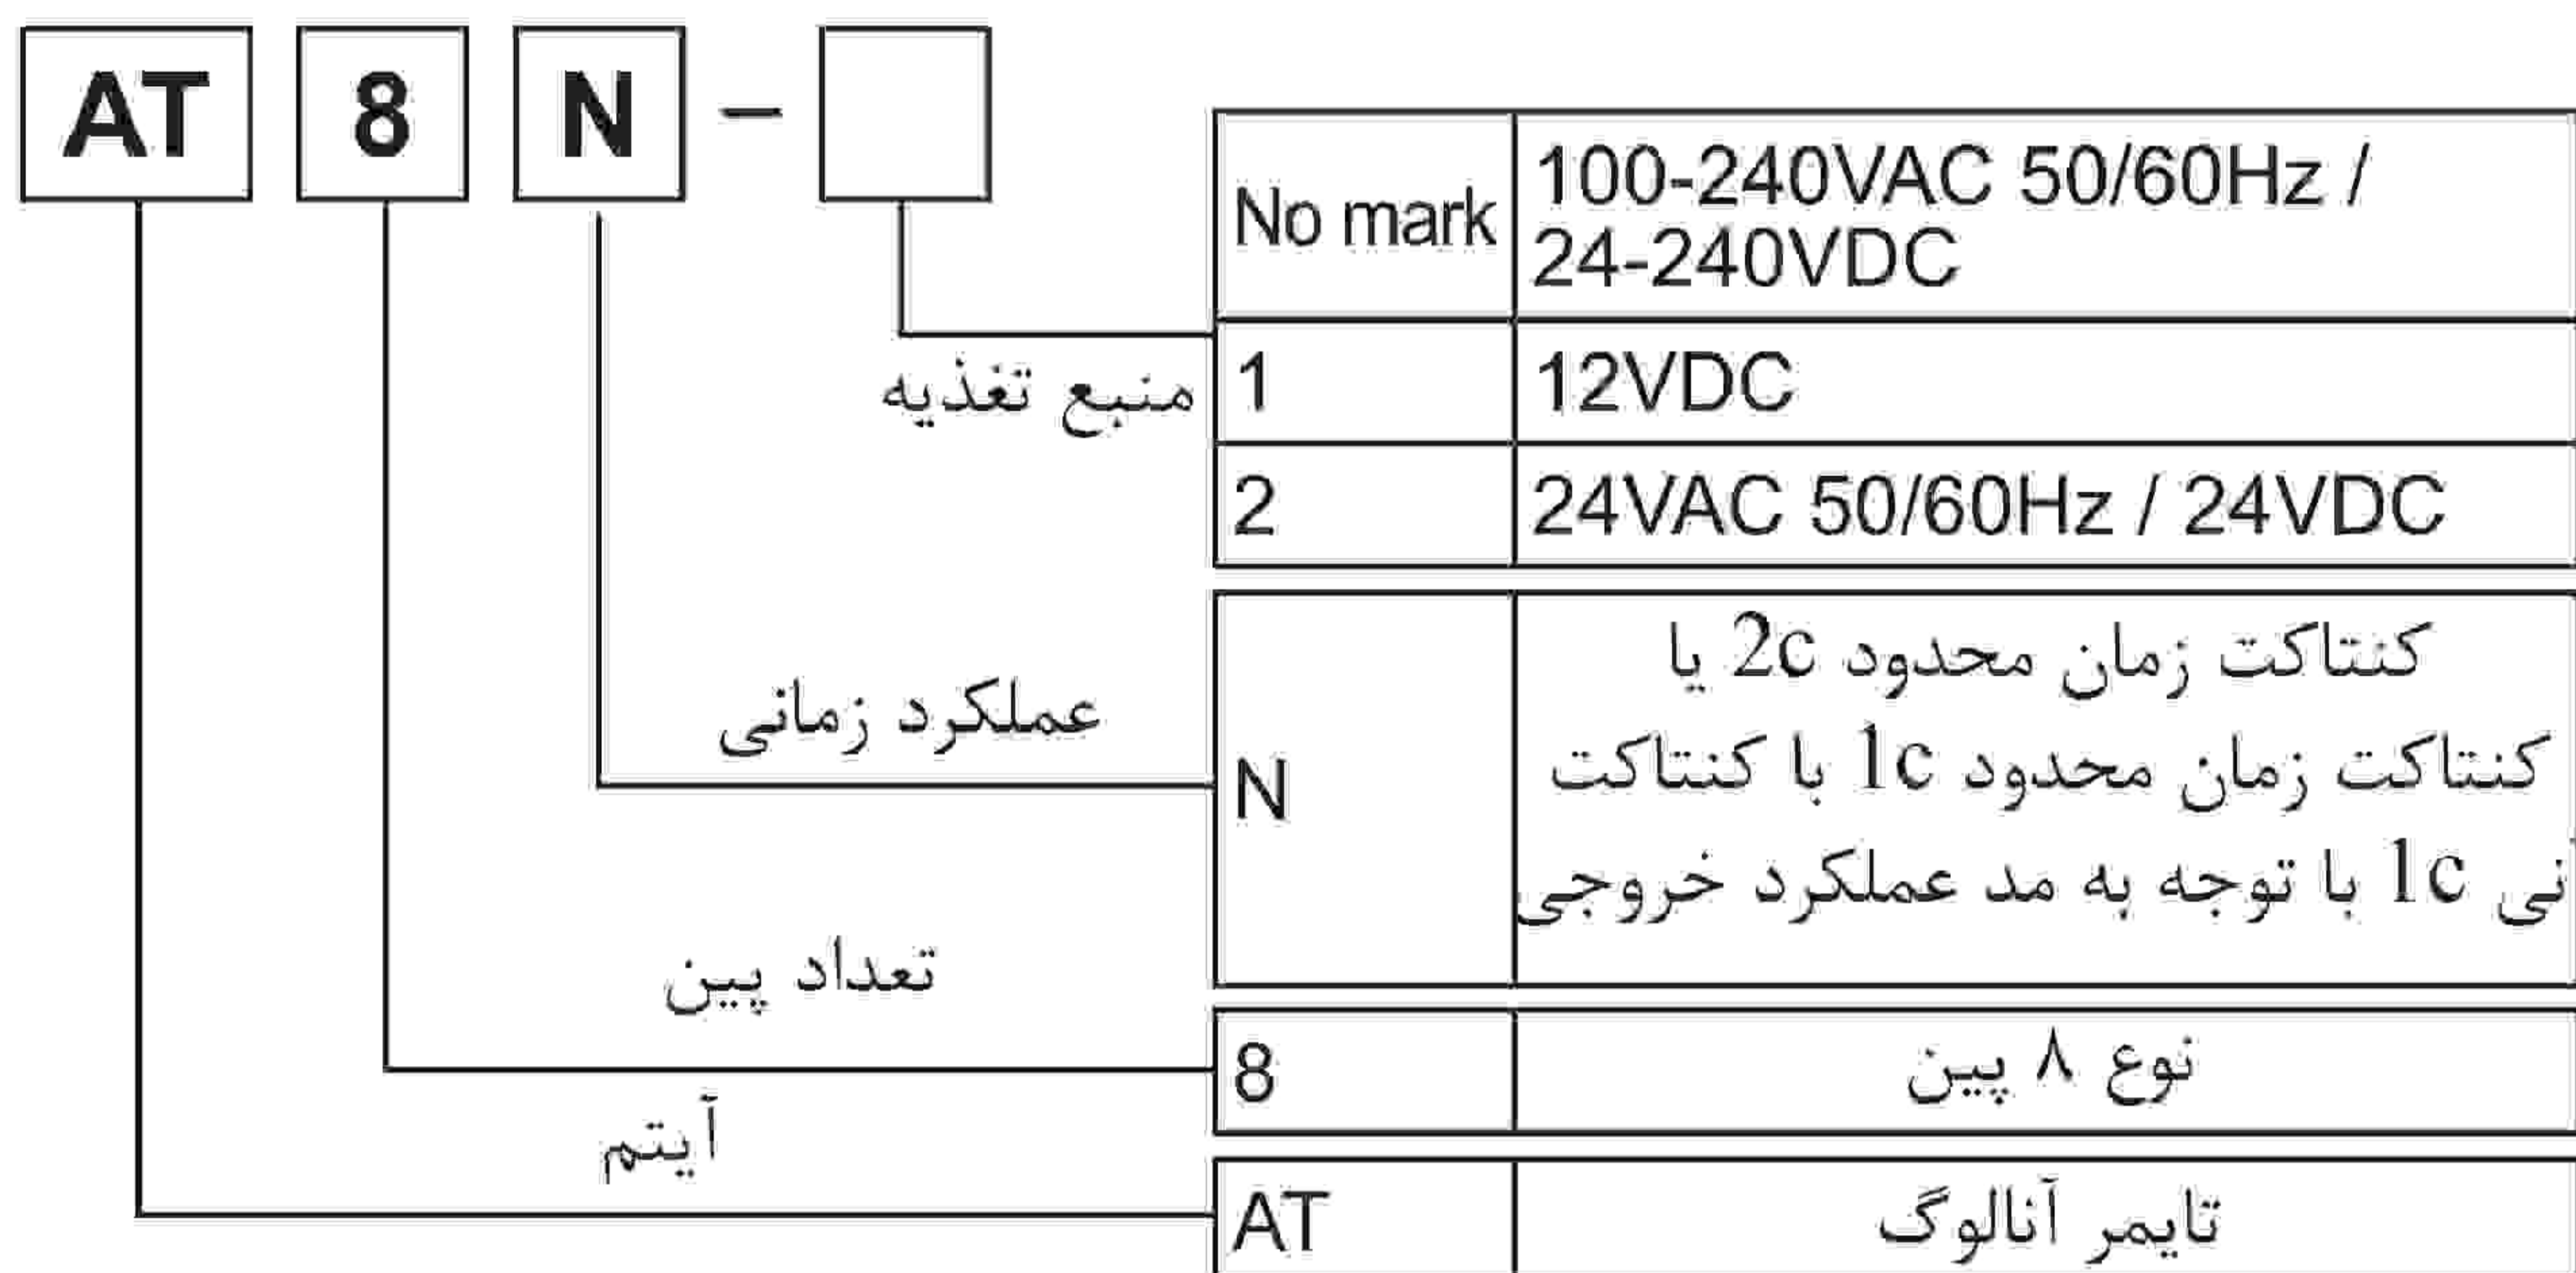 AT 8 N –
No mark
100-240VAC 50/60Hz /
24-240VDC
منبع تغذیه
1
12VDC
2
24VAC 50/60Hz / 24VDC
عملکرد زمانی
N
کنتاکت زمان محدود 2c یا
کنتاکت زمان محدود 1c با کنتاکت
1c با توجه به مد عملکرد خروجی
تعداد پین
8
نوع ۸ پین
آیتم
AT
تایمر آنالوگ